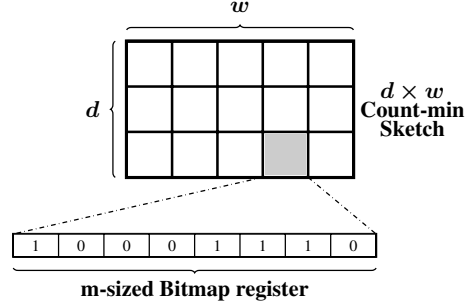 w
d
d × w
Count-min
Sketch
1 0 0 0 1 1 1 0
m-sized Bitmap register